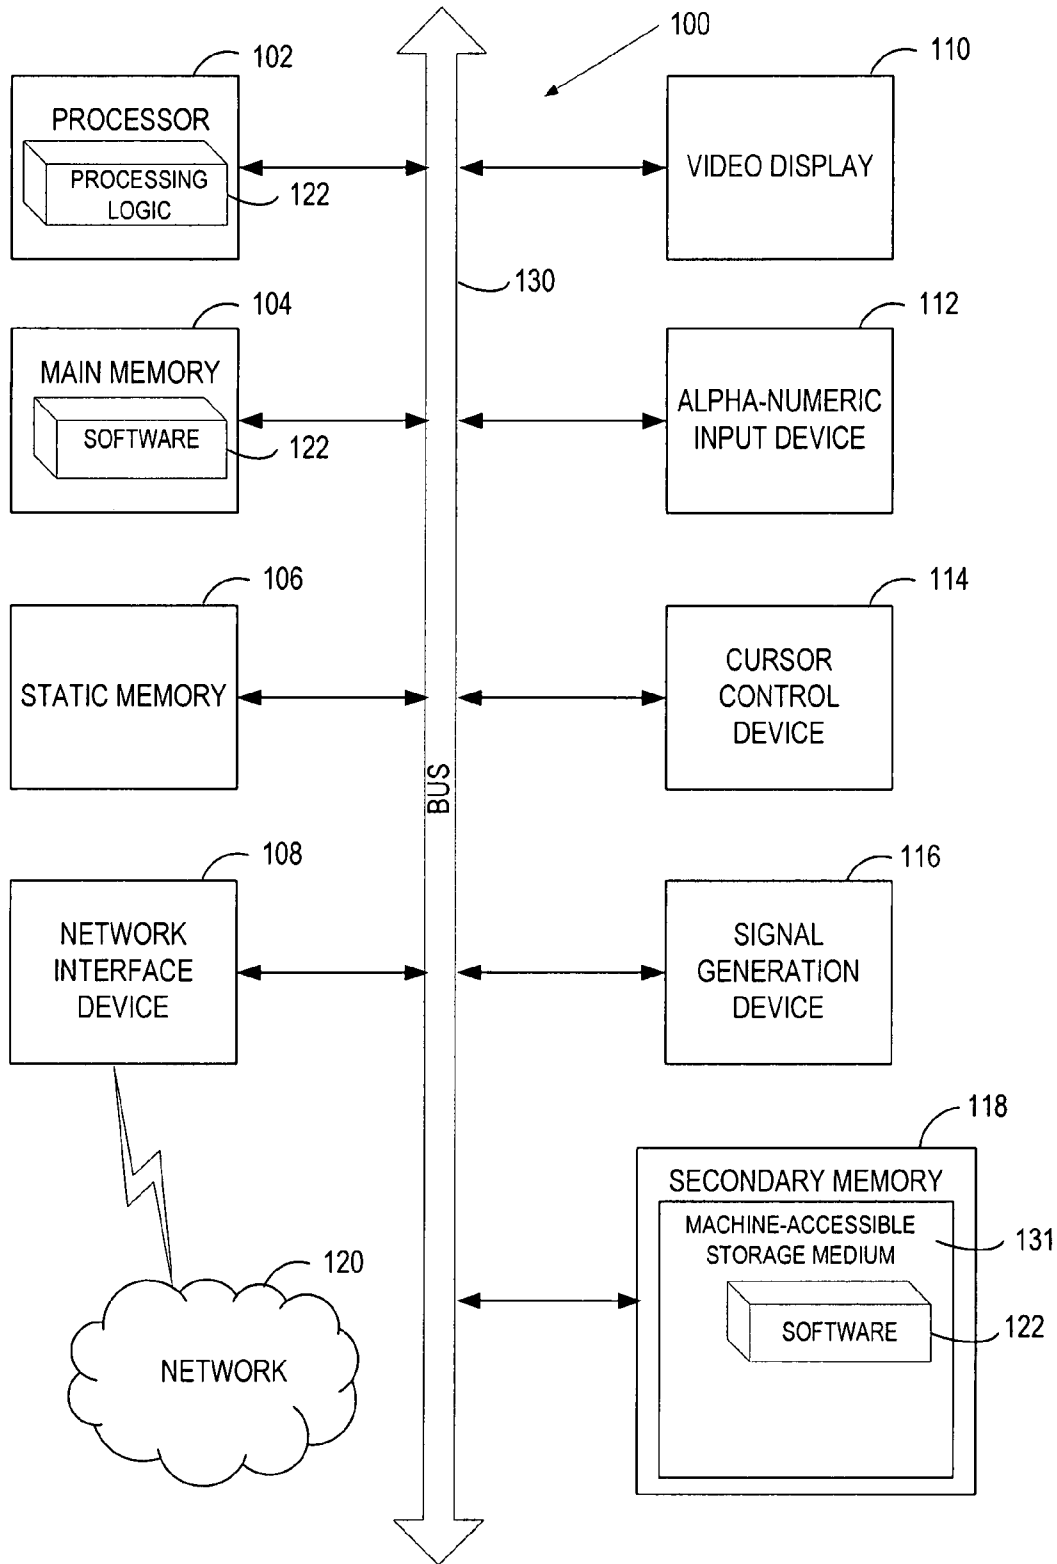 100
102
PROCESSOR
PROCESSING
LOGIC
122
110
VIDEO DISPLAY
130
104
MAIN MEMORY
SOFTWARE
122
112
ALPHA-NUMERIC
INPUT DEVICE
106
STATIC MEMORY
114
CURSOR
CONTROL
DEVICE
BUS
108
NETWORK
INTERFACE
DEVICE
116
SIGNAL
GENERATION
DEVICE
118
SECONDARY MEMORY
MACHINE-ACCESSIBLE
STORAGE MEDIUM
131
SOFTWARE
122
120
NETWORK